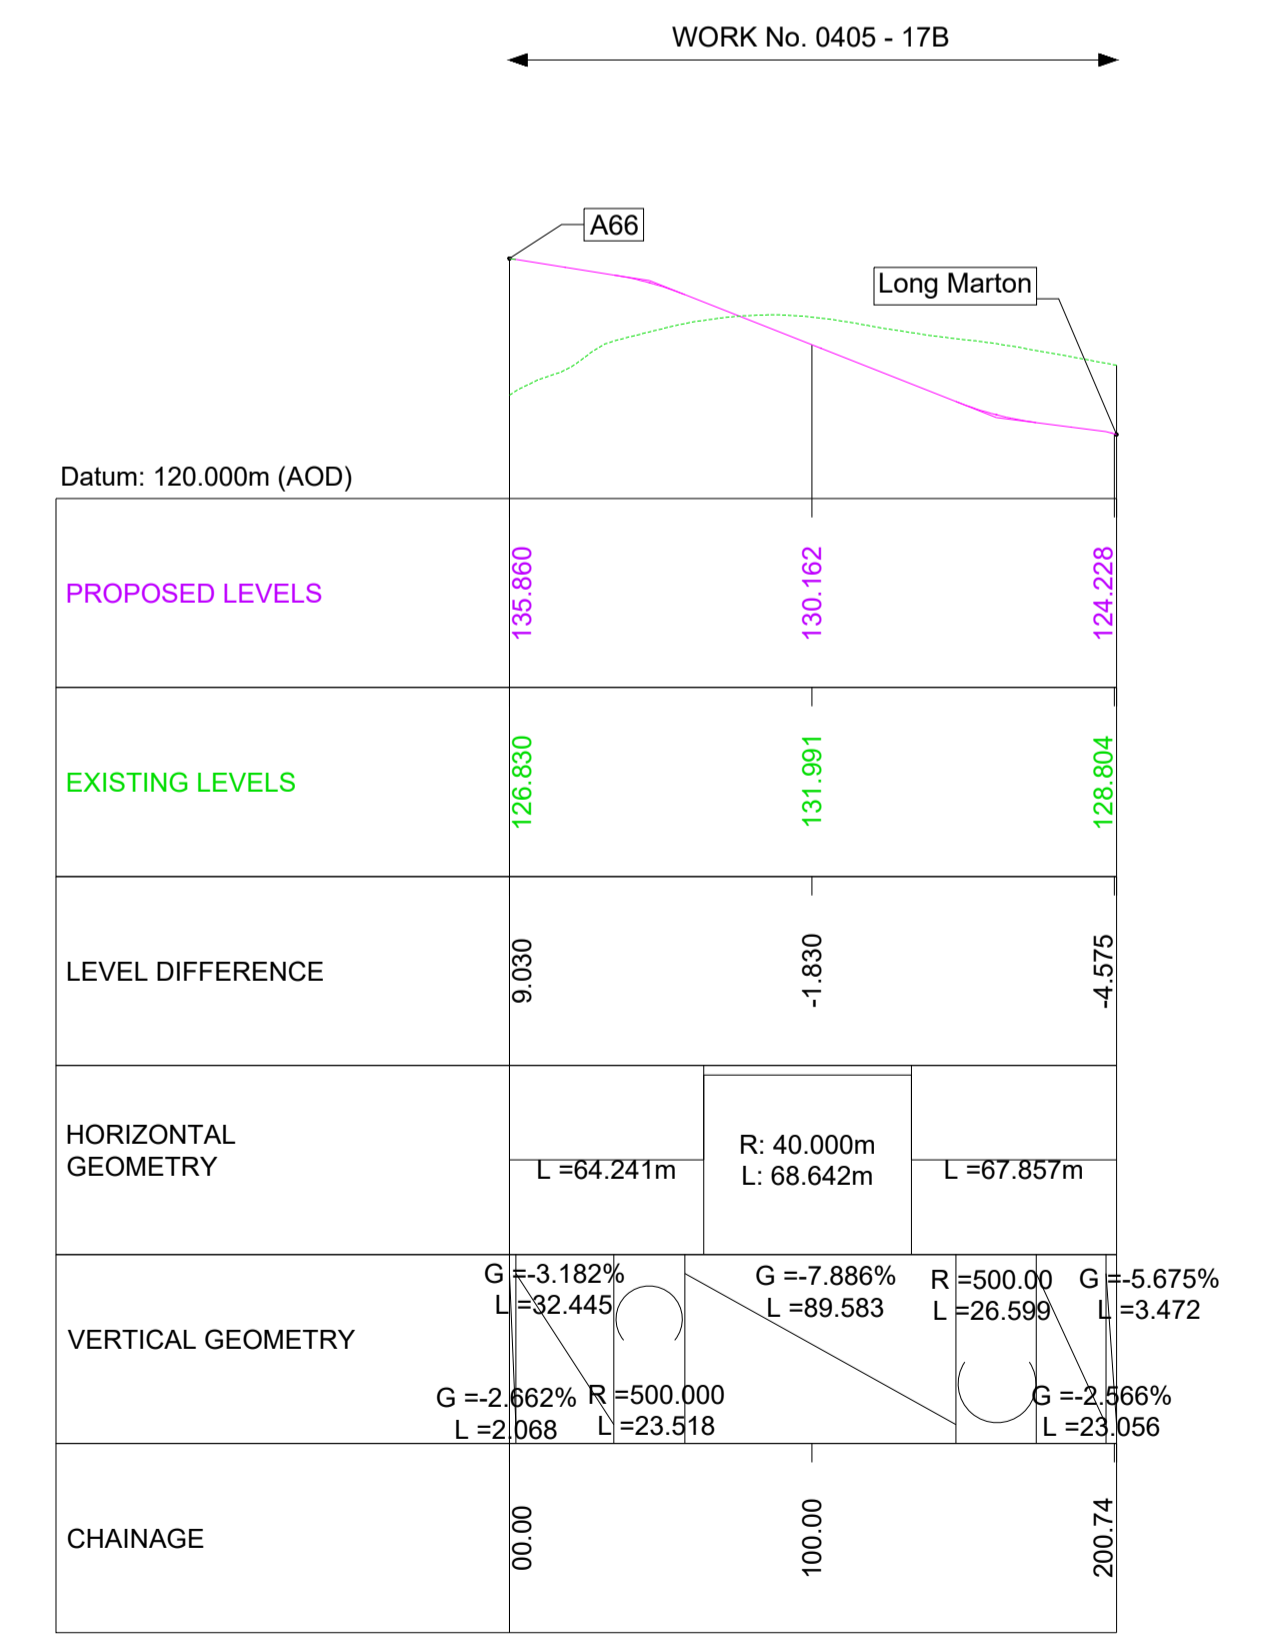 WORK No. 0405 - 17B
A66
Long Marton
Datum: 120.000m (AOD)
PROPOSED LEVELS
135.860
130.162
124.228
EXISTING LEVELS
126.830
131.991
128.804
LEVEL DIFFERENCE
9.030
-1.830
-4.575
HORIZONTAL
GEOMETRY
L =64.241m
R: 40.000m
L: 68.642m
L =67.857m
VERTICAL GEOMETRY
G =-2.662%
L =2.068
G =-3.182%
L =32.445
R =500.000
L =23.518
G =-7.886%
L =89.583
R =500.00
L =26.599
G =-2.566%
L =23.056
G =-5.675%
L =3.472
CHAINAGE
00.00
100.00
200.74